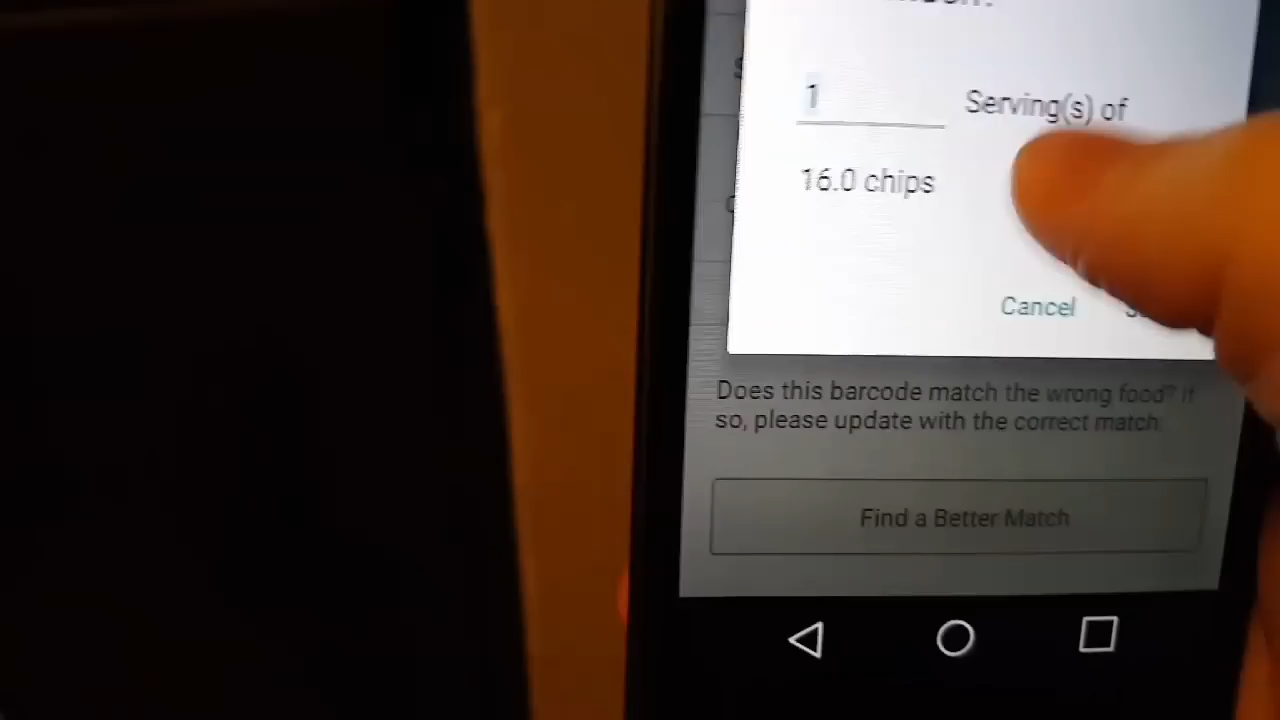 1 Serving(s) of
16.0 chips
Cancel
Does this barcode match the wrong food? If
so, please update with the correct match.
Find a Better Match